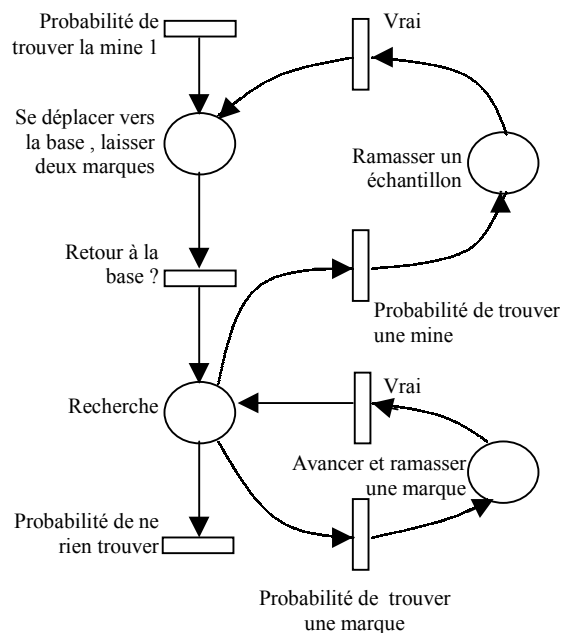 Probabilité de
trouver la mine 1
Vrai
Se déplacer vers
la base , laisser
deux marques
Ramasser un
échantillon
Retour à la
base ?
Probabilité de trouver
une mine
Recherche
Vrai
Avancer et ramasser
une marque
Probabilité de ne
rien trouver
Probabilité de trouver
une marque